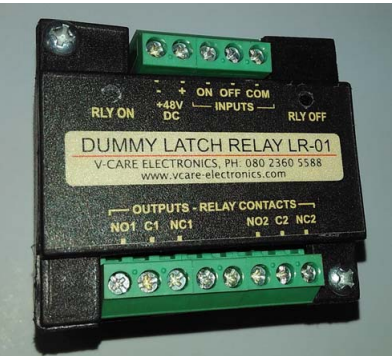 - + ON OFF COM
+48V
DC
INPUTS
RLY ON
RLY OFF
DUMMY LATCH RELAY LR-01
V-CARE ELECTRONICS, PH: 080 2360 5588
www.vcare-electronics.com
OUTPUTS - RELAY CONTACTS
NO1 C1 NC1 NO2 C2 NC2